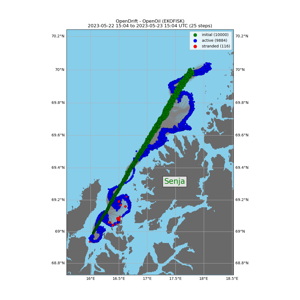 OpenDrift - OpenOil (EKOFISK)
2023-05-22 15:04 to 2023-05-23 15:04 UTC (25 steps)
initial (10000)
active (9884)
stranded (116)
70.2°N
70.2°N
70°N
70°N
69.8°N
69.8°N
69.6°N
69.6°N
69.4°N
69.4°N
Senja
69.2°N
69.2°N
69°N
69°N
68.8°N
68.8°N
16°E
16.5°E
17°E
17.5°E
18°E
18.5°E